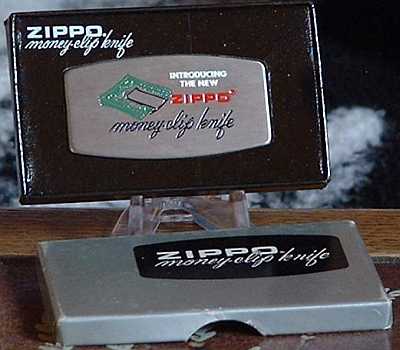 ZIPPO
money-clip knife
INTRODUCING
THE NEW
ZIPPO
money-clip knife
ZIPPO
money-clip knife